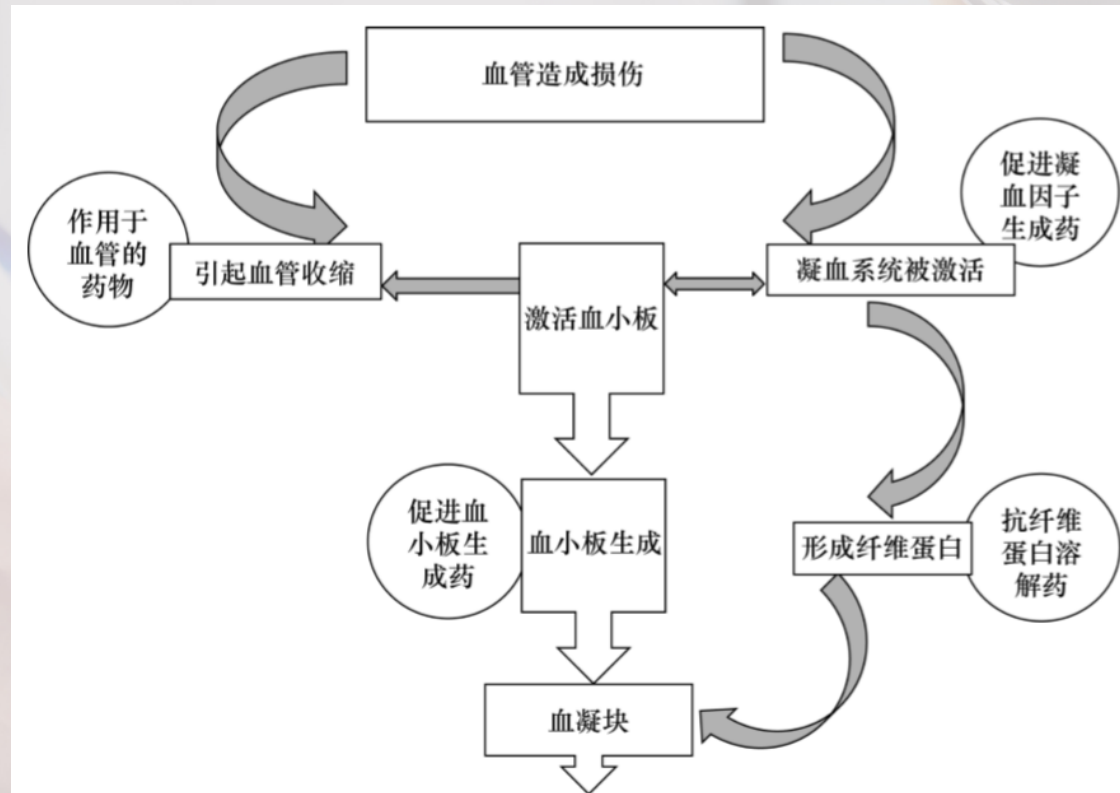 血管造成损伤
促进凝
血因子
生成药
作用于
血管的
药物
引起血管收缩
凝血系统被激活
激活血小板
促进血
小板生
成药
血小板生成
形成纤维蛋白
抗纤维
蛋白溶
解药
血凝块